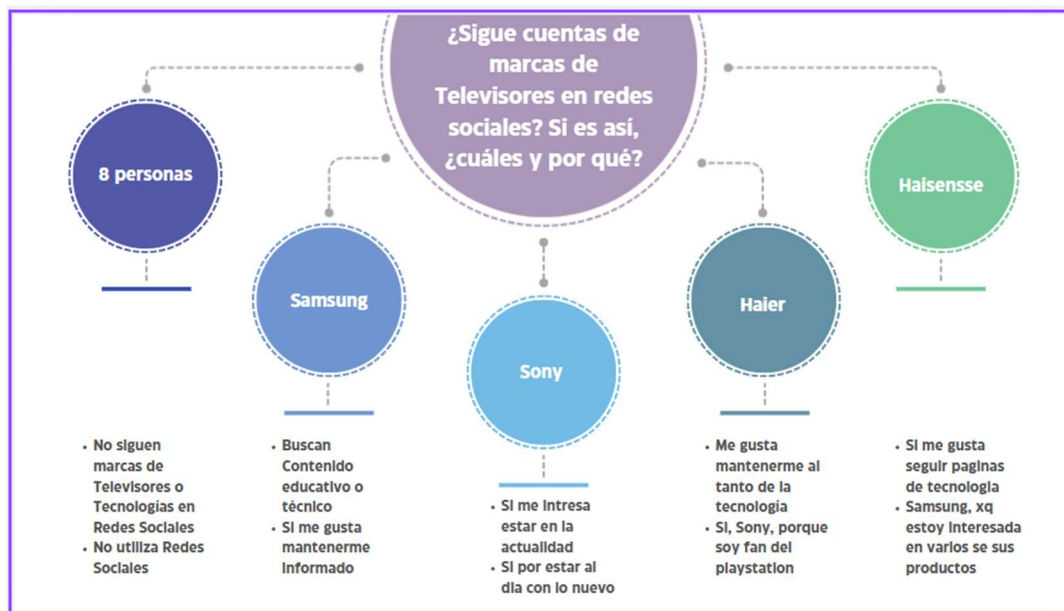 ¿Sigue cuentas de
marcas de
Televisores en redes
sociales? Si es así,
¿cuáles y por qué?
8 personas
Samsung
Sony
Haier
Haisensse
• No siguen
marcas de
Televisores o
Tecnologías en
Redes Sociales
• No utiliza Redes
Sociales
• Buscan
Contenido
educativo o
técnico
• Si me gusta
mantenerme
informado
• Si me intresa
estar en la
actualidad
• Si por estar al
dia con lo nuevo
• Me gusta
mantenerme al
tanto de la
tecnología
• Si, Sony, porque
soy fan del
playstation
• Si me gusta
seguir paginas
de tecnologia
• Samsung, xq
estoy interesada
en varios se sus
productos